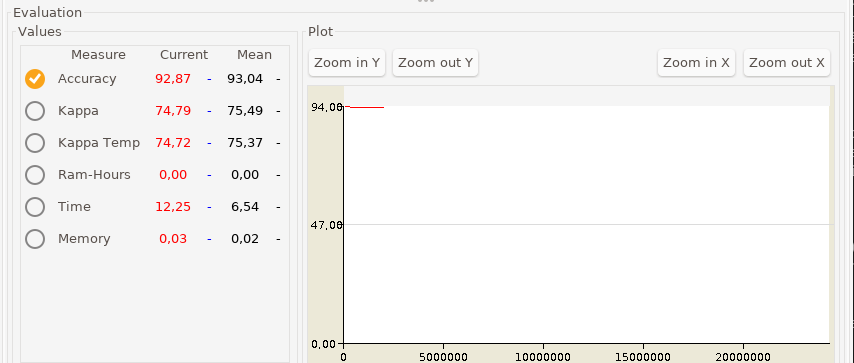 Evaluation
Values
Measure Current Mean
Accuracy 92,87 - 93,04 -
Kappa 74,79 - 75,49 -
Kappa Temp 74,72 - 75,37 -
Ram-Hours 0,00 - 0,00 -
Time 12,25 - 6,54 -
Memory 0,03 - 0,02 -
Plot
Zoom in Y Zoom out Y Zoom in X Zoom out X
94,00
47,00
0,00
0 5000000 10000000 15000000 20000000